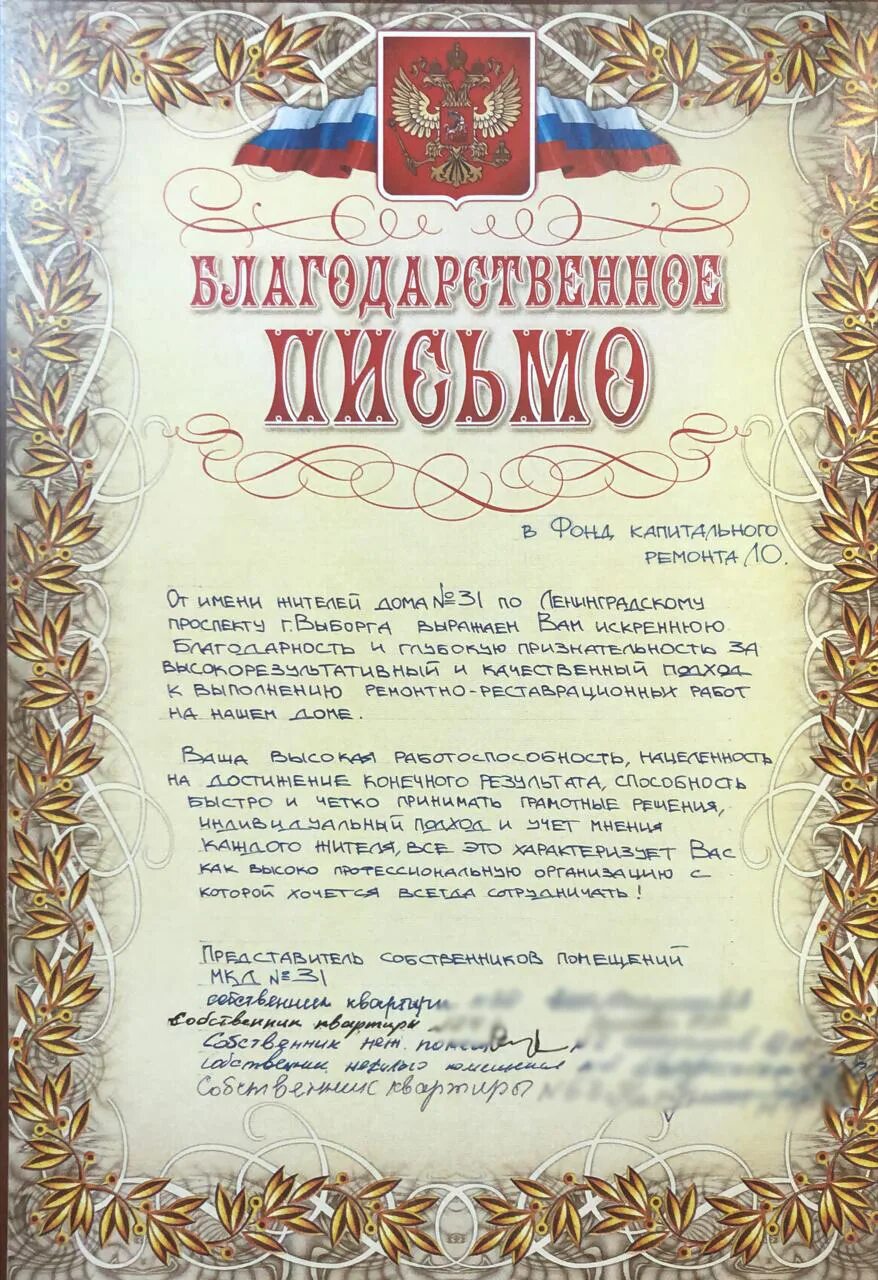 БЛАГОДАРСТВЕННОЕ
ПИСЬМО
в Фонд капитального
ремонта ЛО.
От имени жителей дома №31 по Ленинградскому
проспекту г. Выборга выражаем Вам искреннюю
благодарность и глубокую признательность за
высокорезультативный и качественный подход
к выполнению ремонтно-реставрационных работ
на нашем доме.
Ваша высокая работоспособность, нацеленность
на достижение конечного результата, способность
быстро и четко принимать грамотные решения,
индивидуальный подход и учет мнения
каждого жителя, все это характеризует Вас
как высоко профессиональную организацию с
которой хочется всегда сотрудничать!
Представитель собственников помещений
МКД №31
собственник квартиры
Собственник квартиры
Собственник неж.
собственник нежилого помещения
Собственник квартиры